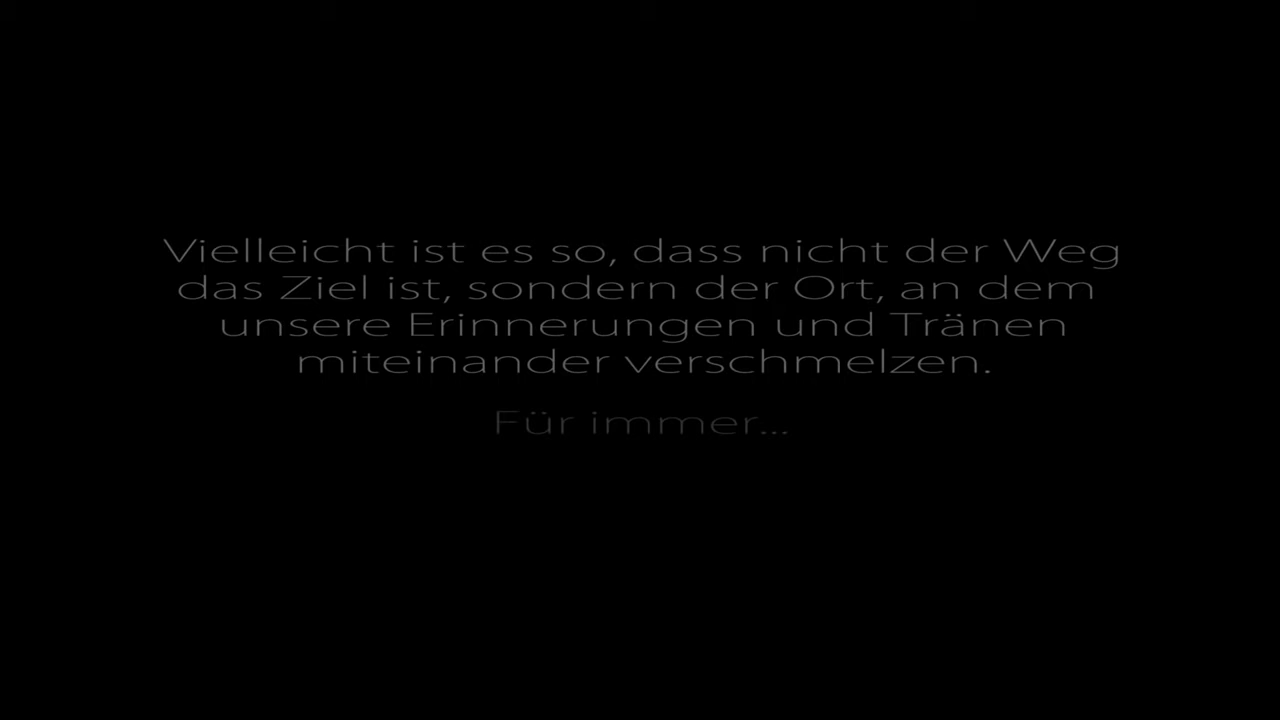 Vielleicht ist es so, dass nicht der Weg
das Ziel ist, sondern der Ort, an dem
unsere Erinnerungen und Tränen
miteinander verschmelzen.
Für immer...